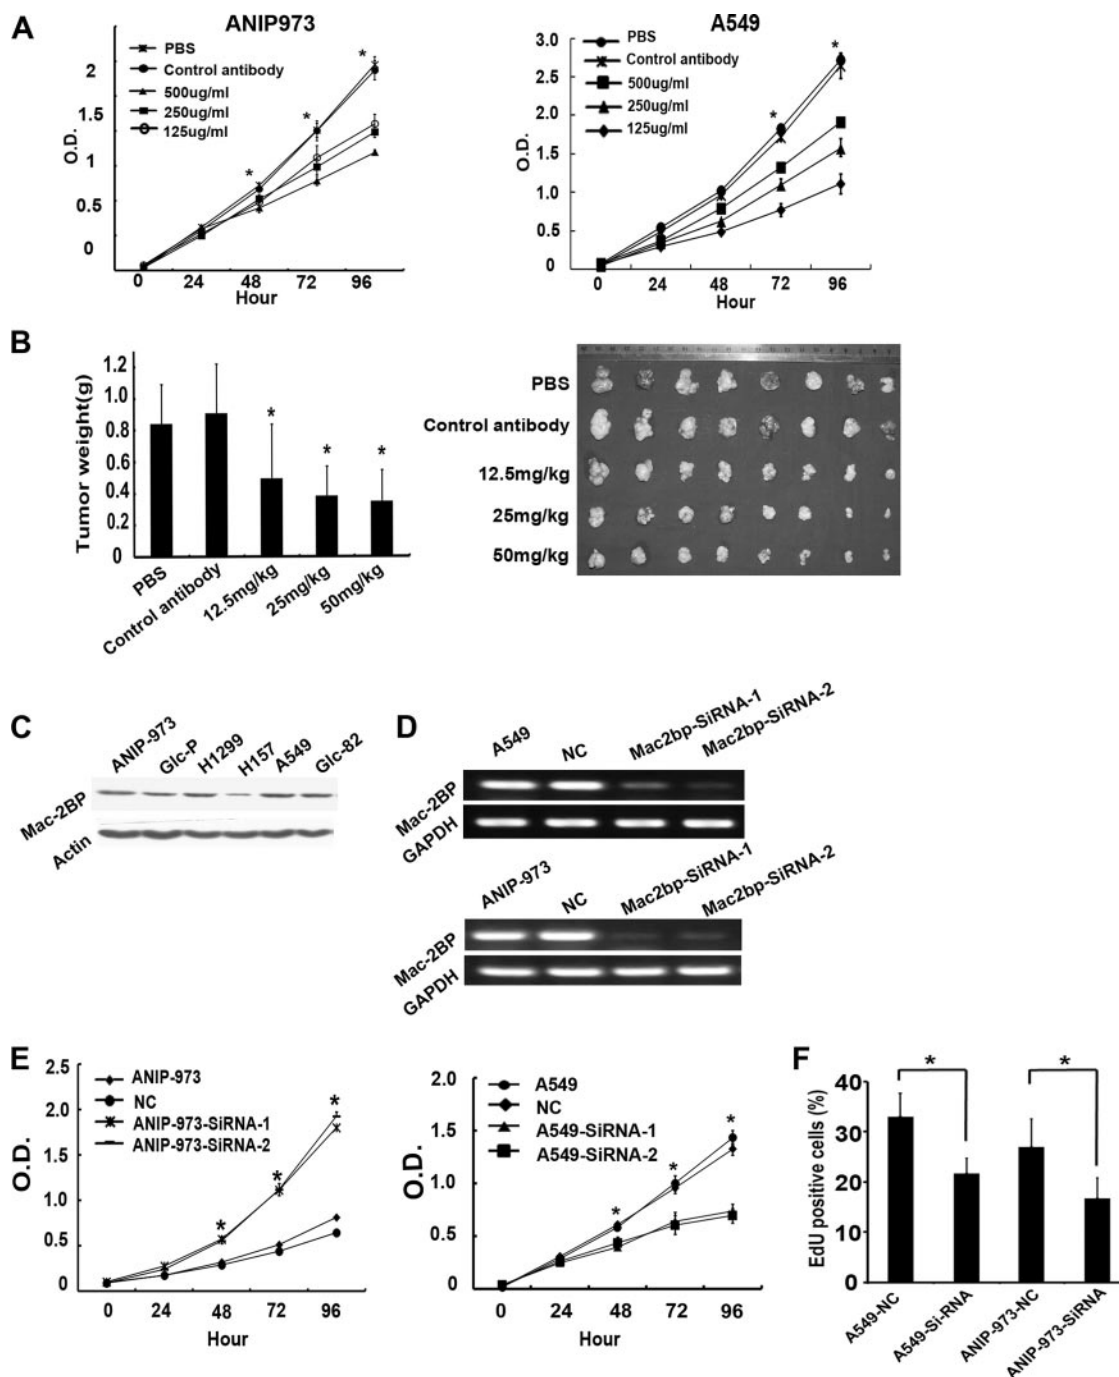 A
ANIP973
PBS
Control antibody
500ug/ml
250ug/ml
125ug/ml
O.D.
2
1.5
1
0.5
0
*
*
*
0 24 48 72 96
Hour
A549
PBS
Control antibody
500ug/ml
250ug/ml
125ug/ml
O.D.
3.0
2.5
2.0
1.5
1.0
0.5
0.0
*
*
0 24 48 72 96
Hour
B
Tumor weight(g)
1.2
1.0
0.8
0.6
0.4
0.2
0
* * *
PBS
Control antibody
12.5mg/kg
25mg/kg
50mg/kg
PBS
Control antibody
12.5mg/kg
25mg/kg
50mg/kg
C
ANIP-973 Glc-P H1299 H157 A549 Glc-82
Mac-2BP
Actin
D
A549 NC Mac2bp-SiRNA-1 Mac2bp-SiRNA-2
Mac-2BP
GAPDH
ANIP-973 NC Mac2bp-SiRNA-1 Mac2bp-SiRNA-2
Mac-2BP
GAPDH
E
ANIP-973
NC
ANIP-973-SiRNA-1
ANIP-973-SiRNA-2
O.D.
2.5
2.0
1.5
1.0
0.5
0
*
*
*
0 24 48 72 96
Hour
A549
NC
A549-SiRNA-1
A549-SiRNA-2
O.D.
2.0
1.5
1.0
0.5
0
*
*
*
0 24 48 72 96
Hour
F
EdU positive cells (%)
40
30
20
10
0
* *
A549-NC
A549-Si-RNA
ANIP-973-NC
ANIP-973-SiRNA